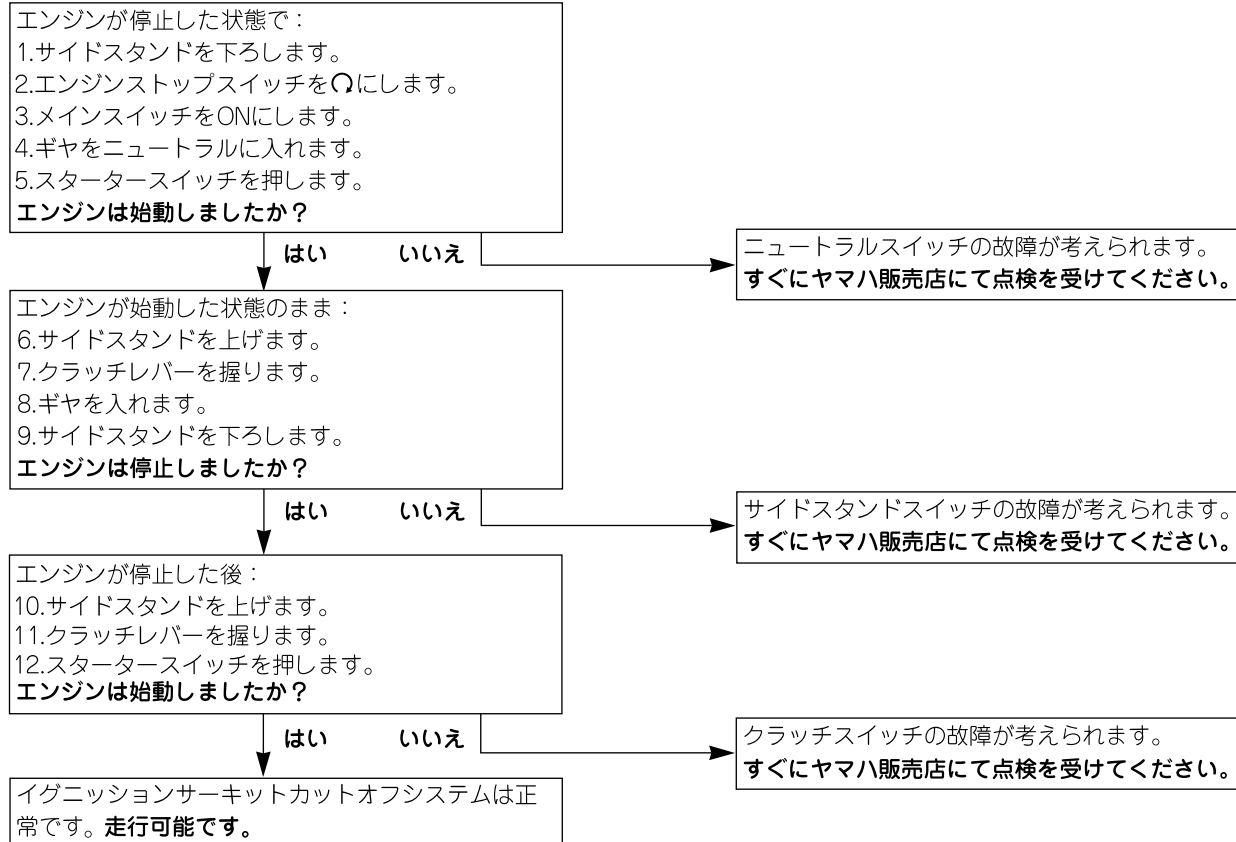 エンジンが停止した状態で：
1.サイドスタンドを下ろします。
2.エンジンストップスイッチをにします。
3.メインスイッチをONにします。
4.ギヤをニュートラルに入れます。
5.スタータースイッチを押します。
エンジンは始動しましたか？
はい いいえ
ニュートラルスイッチの故障が考えられます。
すぐにヤマハ販売店にて点検を受けてください。
エンジンが始動した状態のまま：
6.サイドスタンドを上げます。
7.クラッチレバーを握ります。
8.ギヤを入れます。
9.サイドスタンドを下ろします。
エンジンは停止しましたか？
はい いいえ
サイドスタンドスイッチの故障が考えられます。
すぐにヤマハ販売店にて点検を受けてください。
エンジンが停止した後：
10.サイドスタンドを上げます。
11.クラッチレバーを握ります。
12.スタータースイッチを押します。
エンジンは始動しましたか？
はい いいえ
クラッチスイッチの故障が考えられます。
すぐにヤマハ販売店にて点検を受けてください。
イグニッションサーキットカットオフシステムは正
常です。走行可能です。